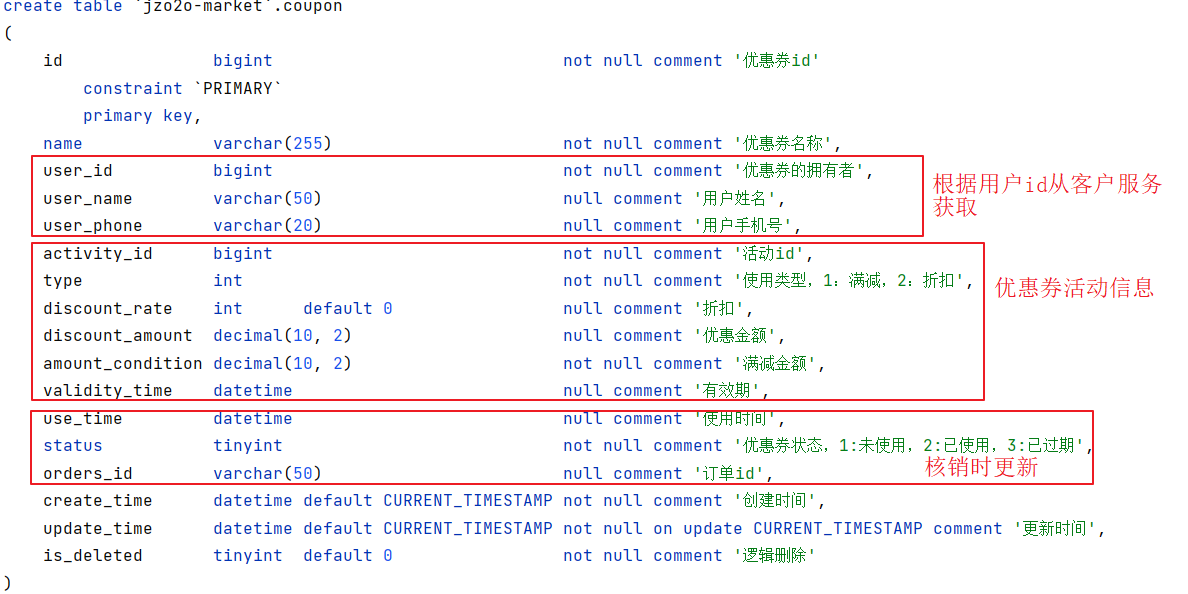 create table `jzo2o-market`.coupon
(
id bigint not null comment '优惠券id'
constraint `PRIMARY`
primary key,
name varchar(255) not null comment '优惠券名称',
user_id bigint not null comment '优惠券的拥有者',
user_name varchar(50) null comment '用户姓名',
user_phone varchar(20) null comment '用户手机号',
根据用户id从客户服务
获取
activity_id bigint not null comment '活动id',
type int not null comment '使用类型，1：满减，2：折扣',
discount_rate int default 0 null comment '折扣',
discount_amount decimal(10, 2) null comment '优惠金额',
amount_condition decimal(10, 2) not null comment '满减金额',
validity_time datetime null comment '有效期',
优惠券活动信息
use_time datetime null comment '使用时间',
status tinyint not null comment '优惠券状态，1:未使用，2:已使用，3:已过期',
orders_id varchar(50) null comment '订单id',
核销时更新
create_time datetime default CURRENT_TIMESTAMP not null comment '创建时间',
update_time datetime default CURRENT_TIMESTAMP not null on update CURRENT_TIMESTAMP comment '更新时间',
is_deleted tinyint default 0 not null comment '逻辑删除'
)